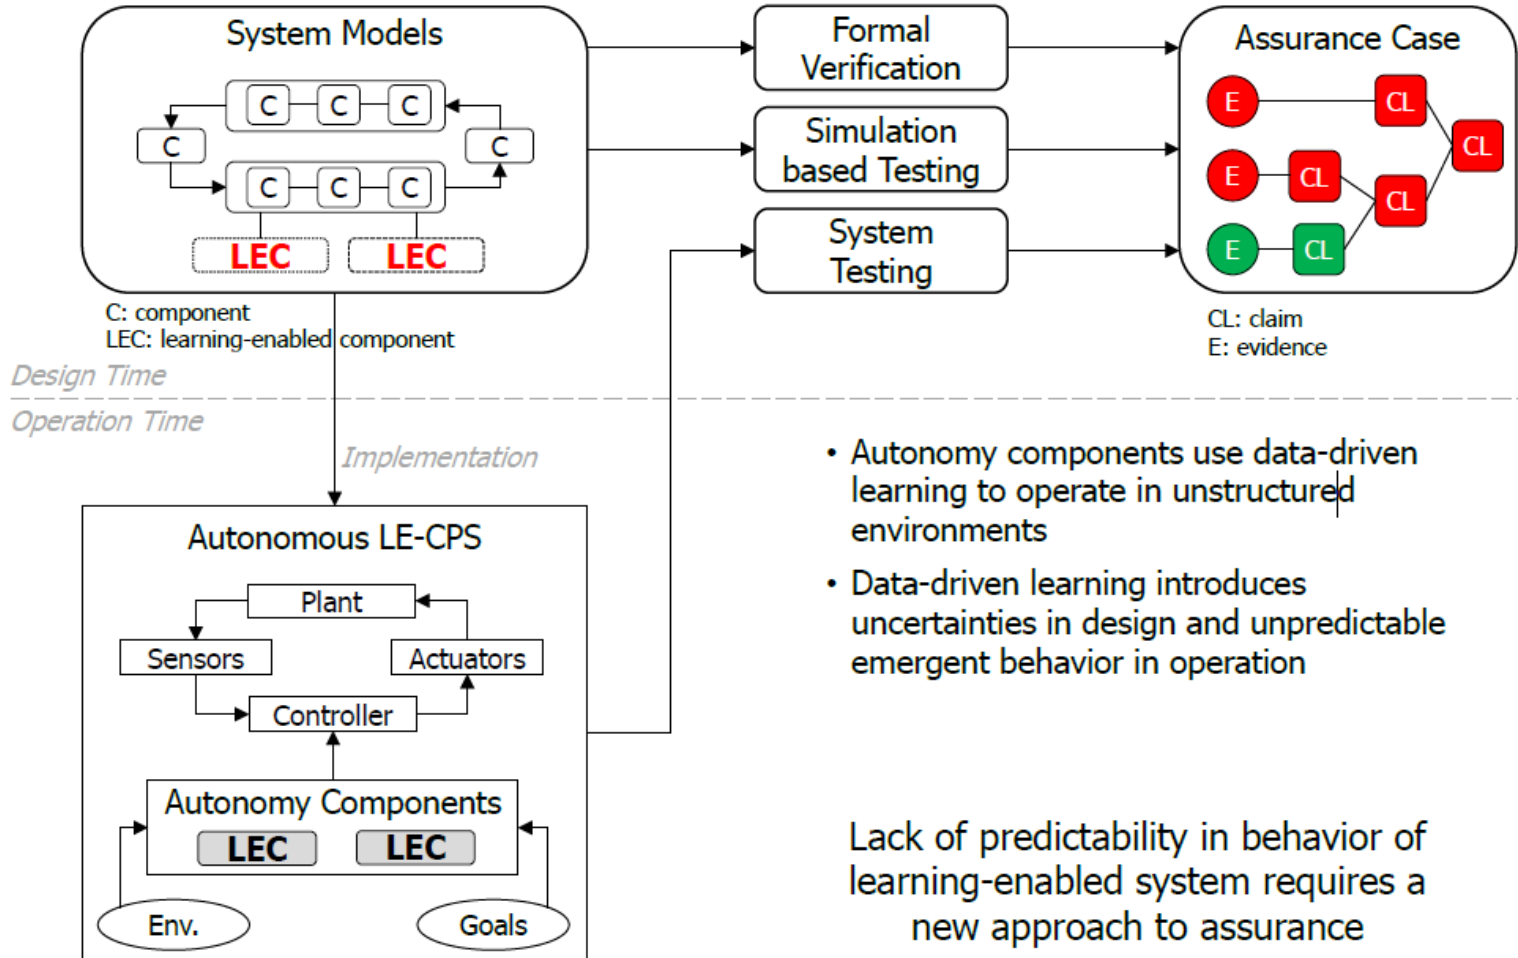 System Models
C C C
C C
C C C
LEC LEC
C: component
LEC: learning-enabled component
Formal
Verification
Simulation
based Testing
System
Testing
Assurance Case
E CL
CL
E CL
CL
E CL
CL: claim
E: evidence
Design Time
Operation Time
Implementation
Autonomous LE-CPS
Plant
Sensors Actuators
Controller
Autonomy Components
LEC LEC
Env. Goals
• Autonomy components use data-driven
learning to operate in unstructured
environments
• Data-driven learning introduces
uncertainties in design and unpredictable
emergent behavior in operation
Lack of predictability in behavior of
learning-enabled system requires a
new approach to assurance